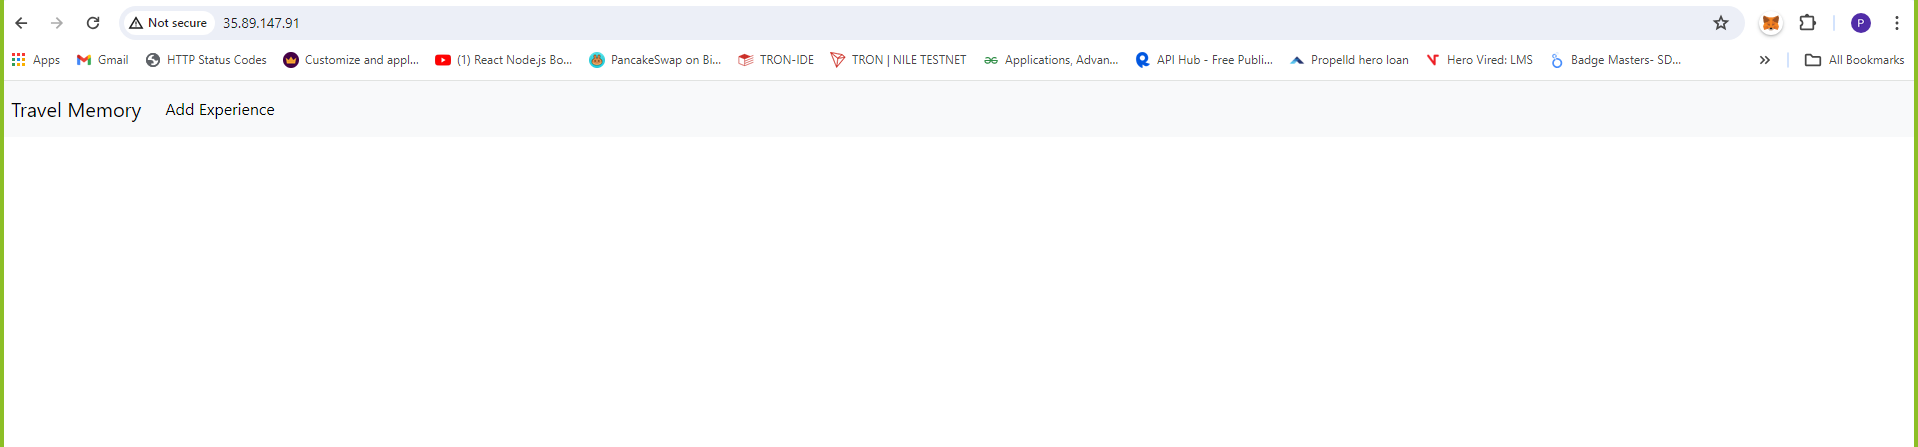 Not secure 35.89.147.91 P
Apps Gmail HTTP Status Codes Customize and appl... (1) React Node.js Bo... PancakeSwap on Bi... TRON-IDE TRON | NILE TESTNET Applications, Advan... API Hub - Free Publi... Propelld hero loan Hero Vired: LMS Badge Masters- SD... » All Bookmarks
Travel Memory Add Experience